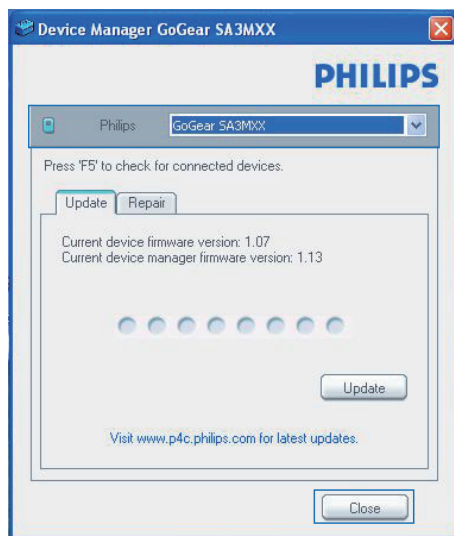 Device Manager GoGear SA3MXX
PHILIPS
Philips GoGear SA3MXX
Press 'F5' to check for connected devices.
Update Repair
Current device firmware version: 1.07
Current device manager firmware version: 1.13
Update
Visit www.p4c.philips.com for latest updates.
Close